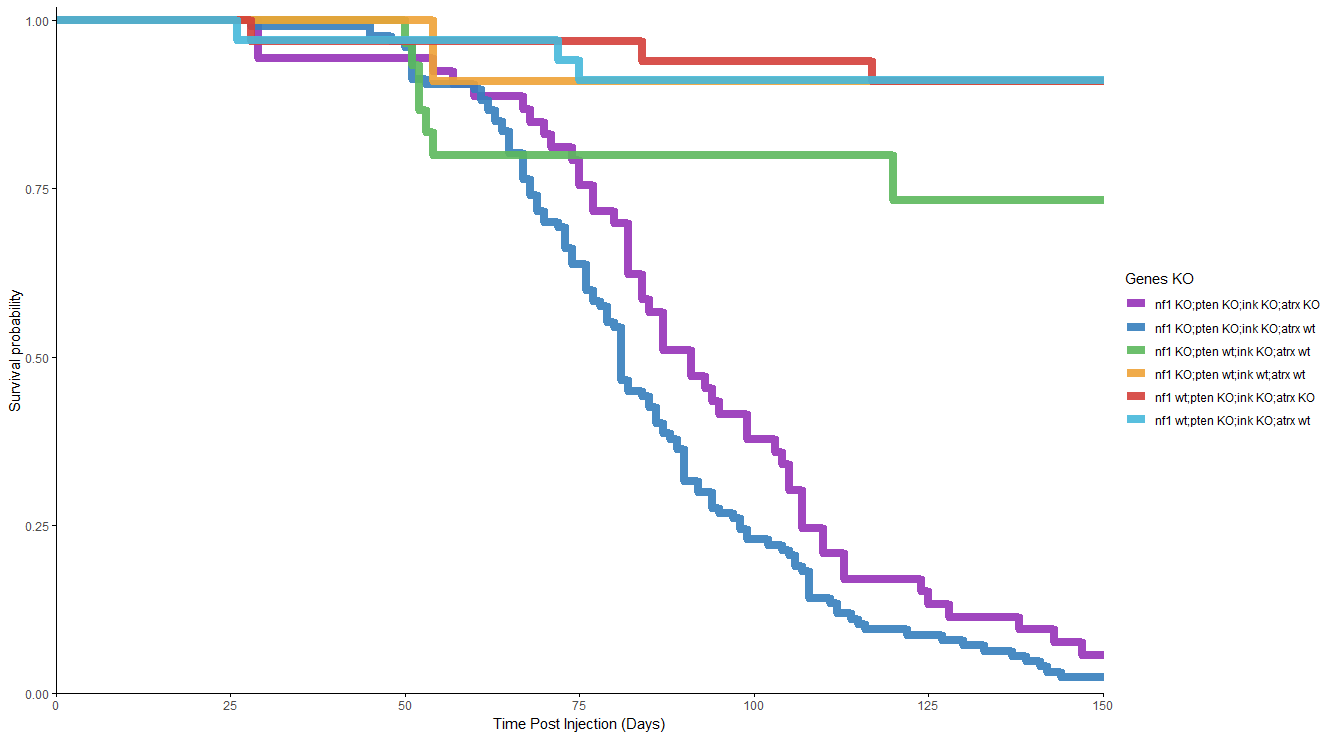 1.00
0.75
0.50
0.25
0.00
Survival probability
0
25
50
75
100
125
150
Time Post Injection (Days)
Genes KO
nf1 KO;pten KO;ink KO;atrx KO
nf1 KO;pten KO;ink KO;atrx wt
nf1 KO;pten wt;ink KO;atrx wt
nf1 KO;pten wt;ink wt;atrx wt
nf1 wt;pten KO;ink KO;atrx KO
nf1 wt;pten KO;ink KO;atrx wt